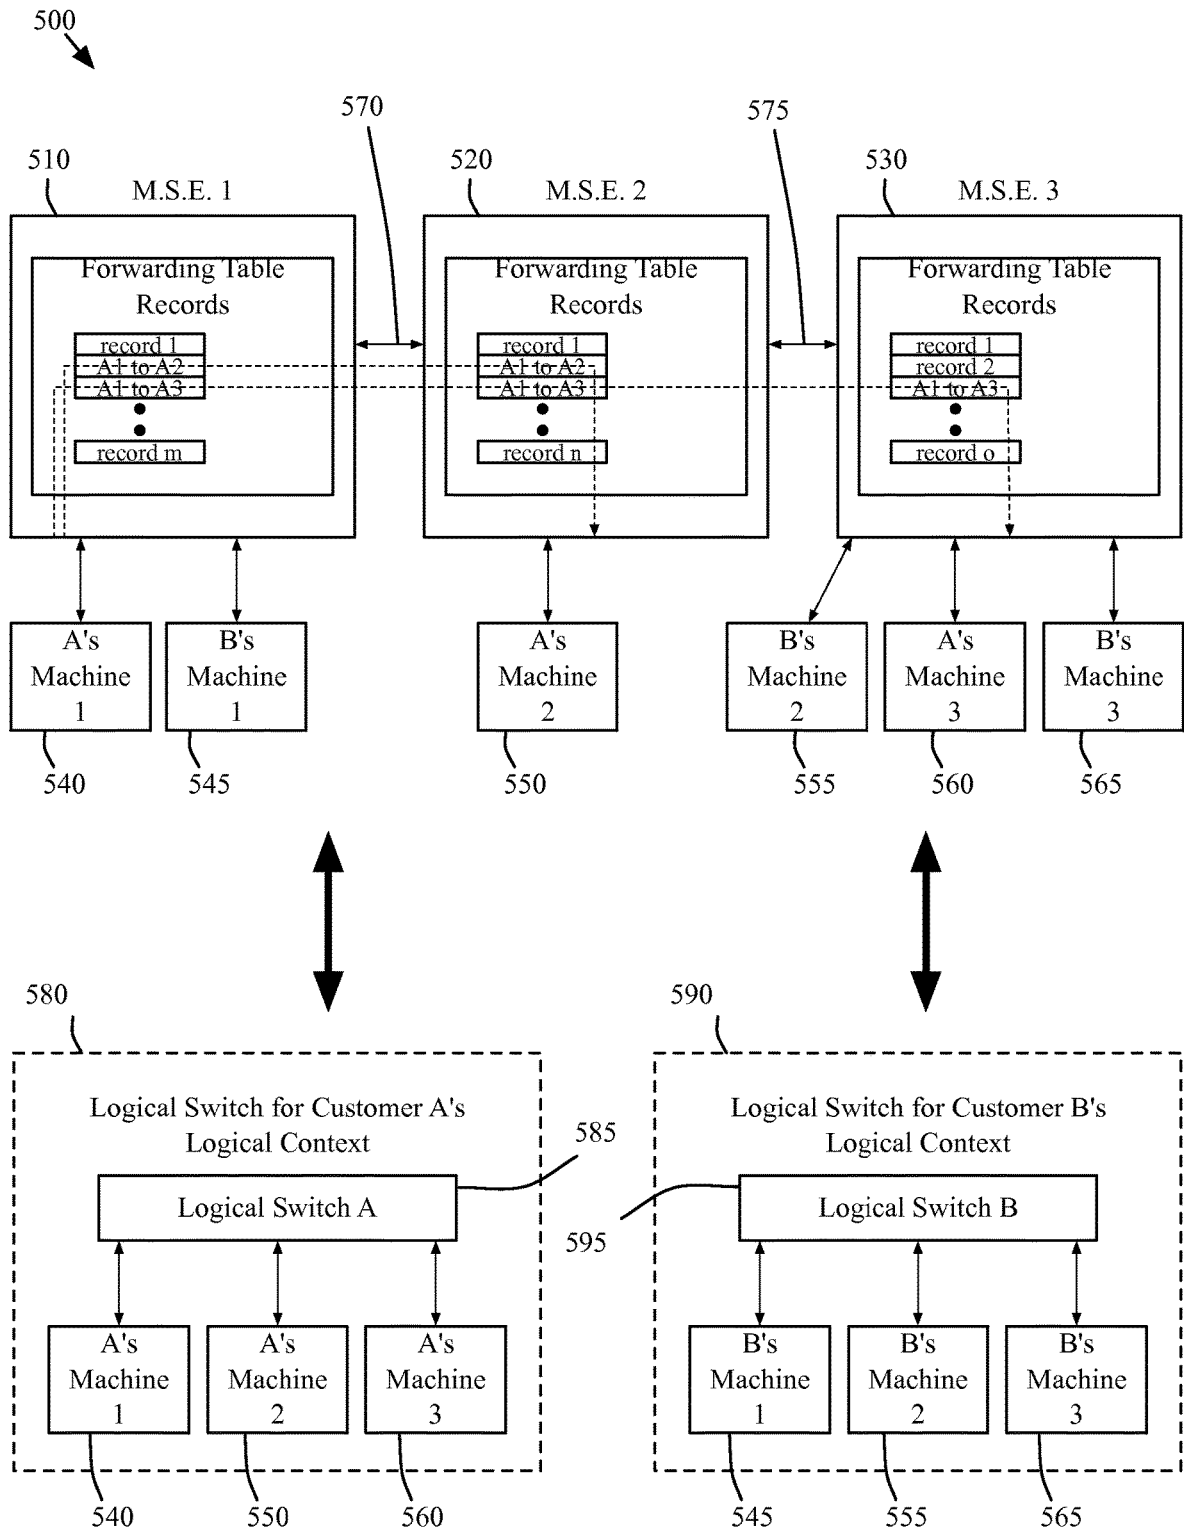 500
570
575
510
520
530
M.S.E. 1
M.S.E. 2
M.S.E. 3
Forwarding Table
Records
record 1
A1 to A2
A1 to A3
record m
Forwarding Table
Records
record 1
A1 to A2
A1 to A3
record n
Forwarding Table
Records
record 1
record 2
A1 to A3
record o
A's
Machine
1
B's
Machine
1
A's
Machine
2
B's
Machine
2
A's
Machine
3
B's
Machine
3
540
545
550
555
560
565
580
590
Logical Switch for Customer A's
Logical Context
585
Logical Switch A
A's
Machine
1
A's
Machine
2
A's
Machine
3
540
550
560
Logical Switch for Customer B's
Logical Context
595
Logical Switch B
B's
Machine
1
B's
Machine
2
B's
Machine
3
545
555
565